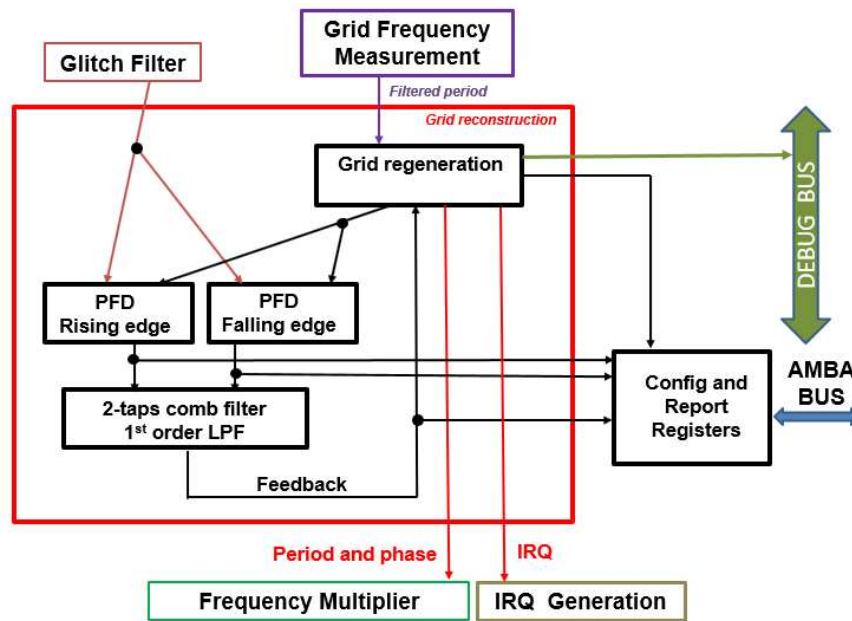 Grid Frequency
Measurement
Glitch Filter
Filtered period
Grid reconstruction
Grid regeneration
DEBUG BUS
PFD
Rising edge
PFD
Falling edge
AMBA
BUS
Config and
Report
Registers
2-taps comb filter
1st order LPF
Feedback
Period and phase
IRQ
Frequency Multiplier
IRQ Generation